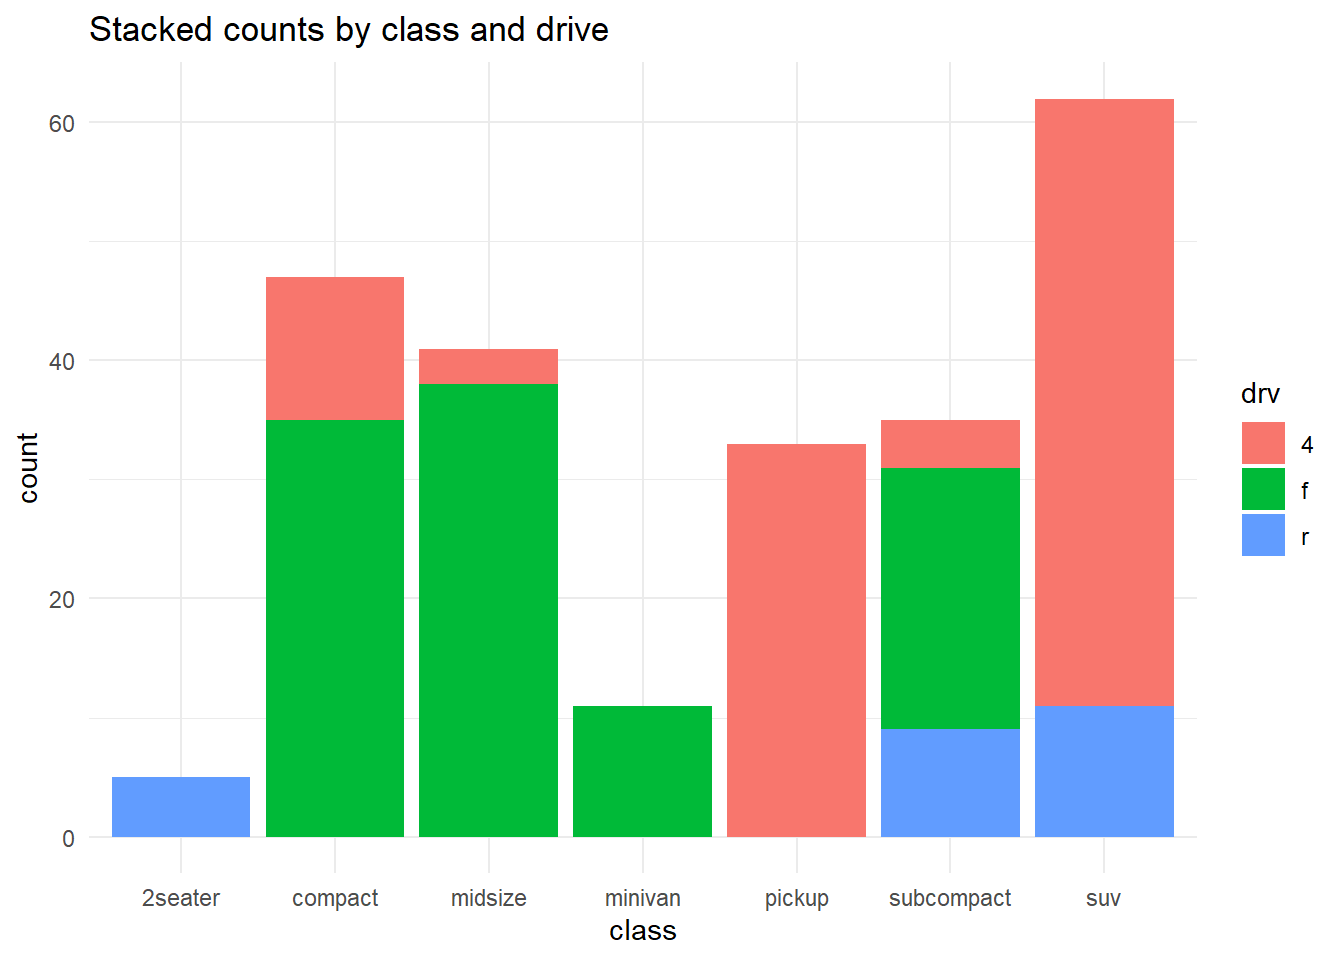 Stacked counts by class and drive
60
40
20
0
count
2seater compact midsize minivan pickup subcompact suv
class
drv
4
f
r